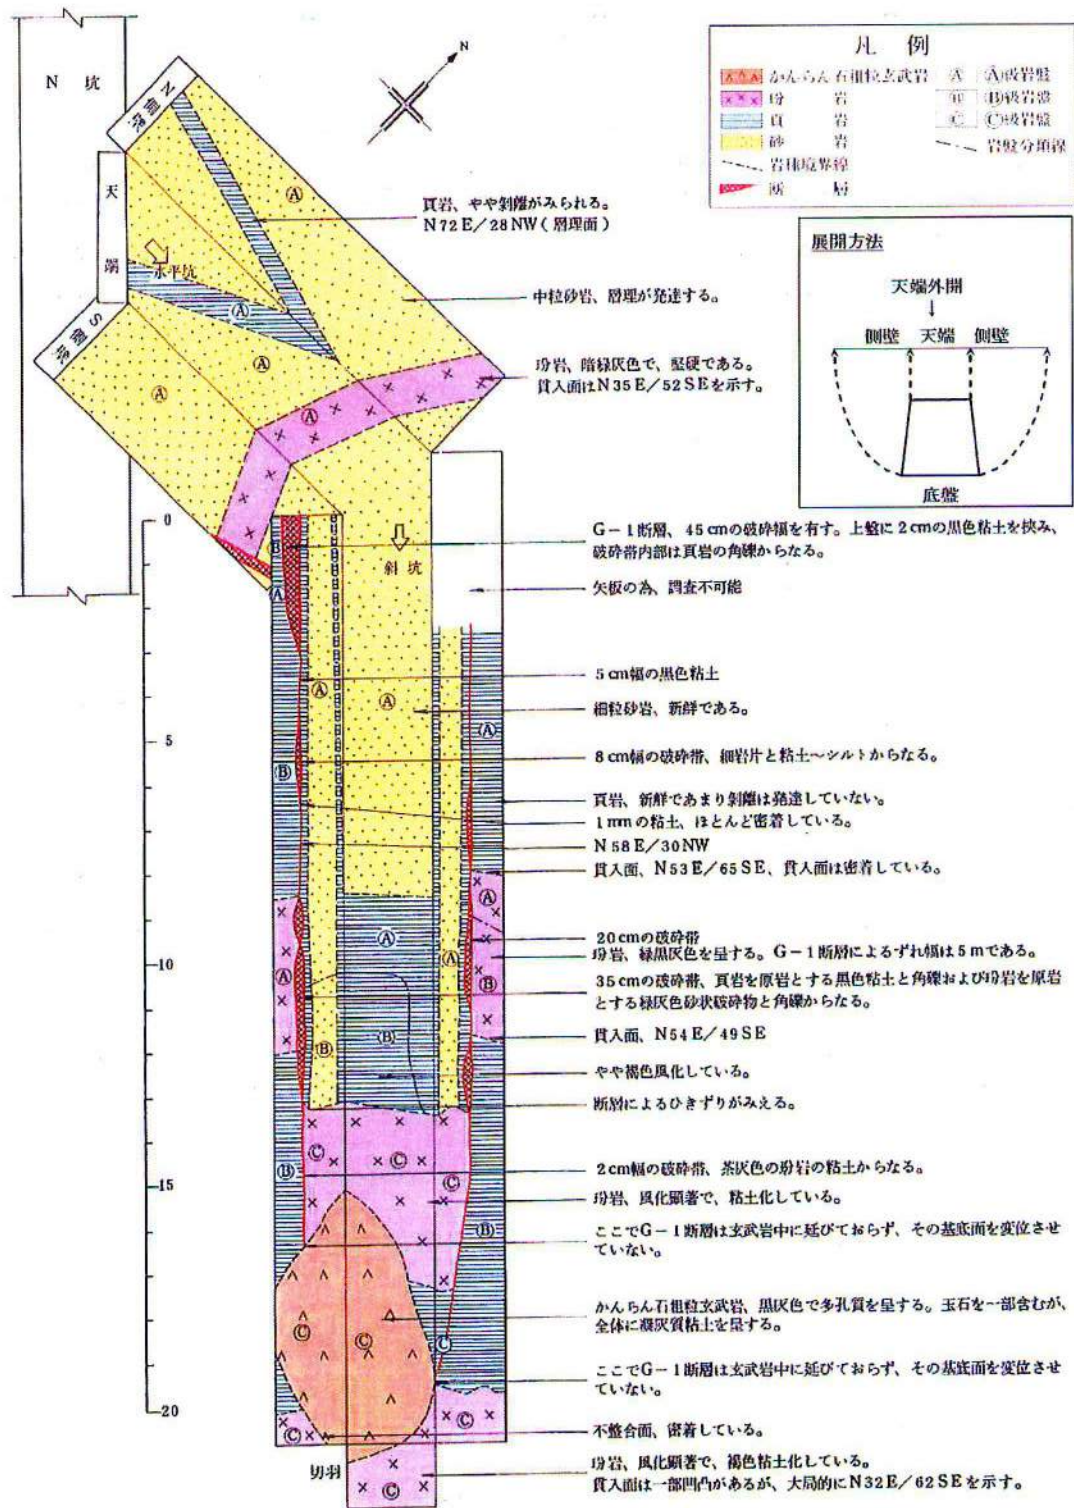 N 坑
N側壁
天端
S側壁
水平坑
N
凡 例
かんらん石粗粒玄武岩
玢 岩
頁 岩
砂 岩
岩種境界線
断 層
Ⓐ Ⓐ級岩盤
Ⓑ Ⓑ級岩盤
Ⓒ Ⓒ級岩盤
岩盤分類線
展開方法
天端外開
↓
側壁 天端 側壁
底盤
頁岩、やや剝離がみられる。
N72E/28NW(層理面)
中粒砂岩、層理が発達する。
玢岩、暗緑灰色で、堅硬である。
貫入面はN35E/52SEを示す。
G-1断層、45cmの破砕幅を有す。上盤に2cmの黒色粘土を挟み、
破砕帯内部は頁岩の角礫からなる。
斜坑
矢板の為、調査不可能
5cm幅の黒色粘土
細粒砂岩、新鮮である。
8cm幅の破砕帯、細岩片と粘土~シルトからなる。
頁岩、新鮮であまり剝離は発達していない。
1mmの粘土、ほとんど密着している。
N58E/30NW
貫入面、N53E/65SE、貫入面は密着している。
20cmの破砕帯
玢岩、緑黒灰色を呈する。G-1断層によるずれ幅は5mである。
35cmの破砕帯、頁岩を原岩とする黒色粘土と角礫および玢岩を原岩
とする緑灰色砂状破砕物と角礫からなる。
貫入面、N54E/49SE
やや褐色風化している。
断層によるひきずりがみえる。
2cm幅の破砕帯、茶灰色の玢岩の粘土からなる。
玢岩、風化顕著で、粘土化している。
ここでG-1断層は玄武岩中に延びておらず、その基底面を変位させ
ていない。
かんらん石粗粒玄武岩、黒灰色で多孔質を呈する。玉石を一部含むが、
全体に凝灰質粘土を呈する。
ここでG-1断層は玄武岩中に延びておらず、その基底面を変位させ
ていない。
不整合面、密着している。
玢岩、風化顕著で、褐色粘土化している。
貫入面は一部凹凸があるが、大局的にN32E/62SEを示す。
切羽
0
5
10
15
20
Ⓐ
Ⓐ
Ⓐ
Ⓐ
Ⓐ
Ⓑ
Ⓐ
Ⓐ
Ⓐ
Ⓐ
Ⓑ
Ⓐ
Ⓐ
Ⓐ
Ⓐ
Ⓑ
Ⓑ
Ⓑ
Ⓒ
Ⓒ
Ⓒ
Ⓑ
Ⓑ
Ⓒ
Ⓒ
Ⓒ
Ⓒ
Ⓒ
Ⓒ